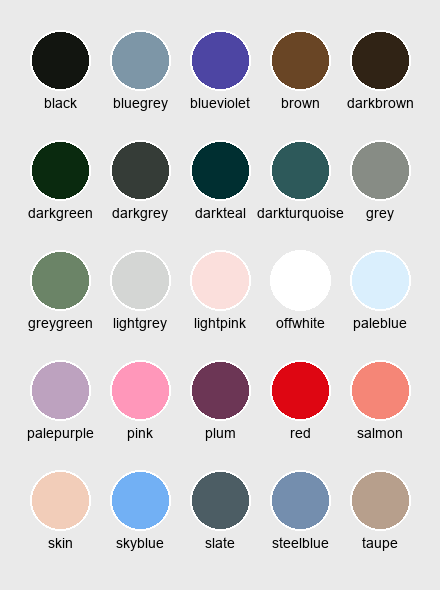 black bluegrey blueviolet brown darkbrown
darkgreen darkgrey darkteal darkturquoise grey
greygreen lightgrey lightpink offwhite paleblue
palepurple pink plum red salmon
skin skyblue slate steelblue taupe